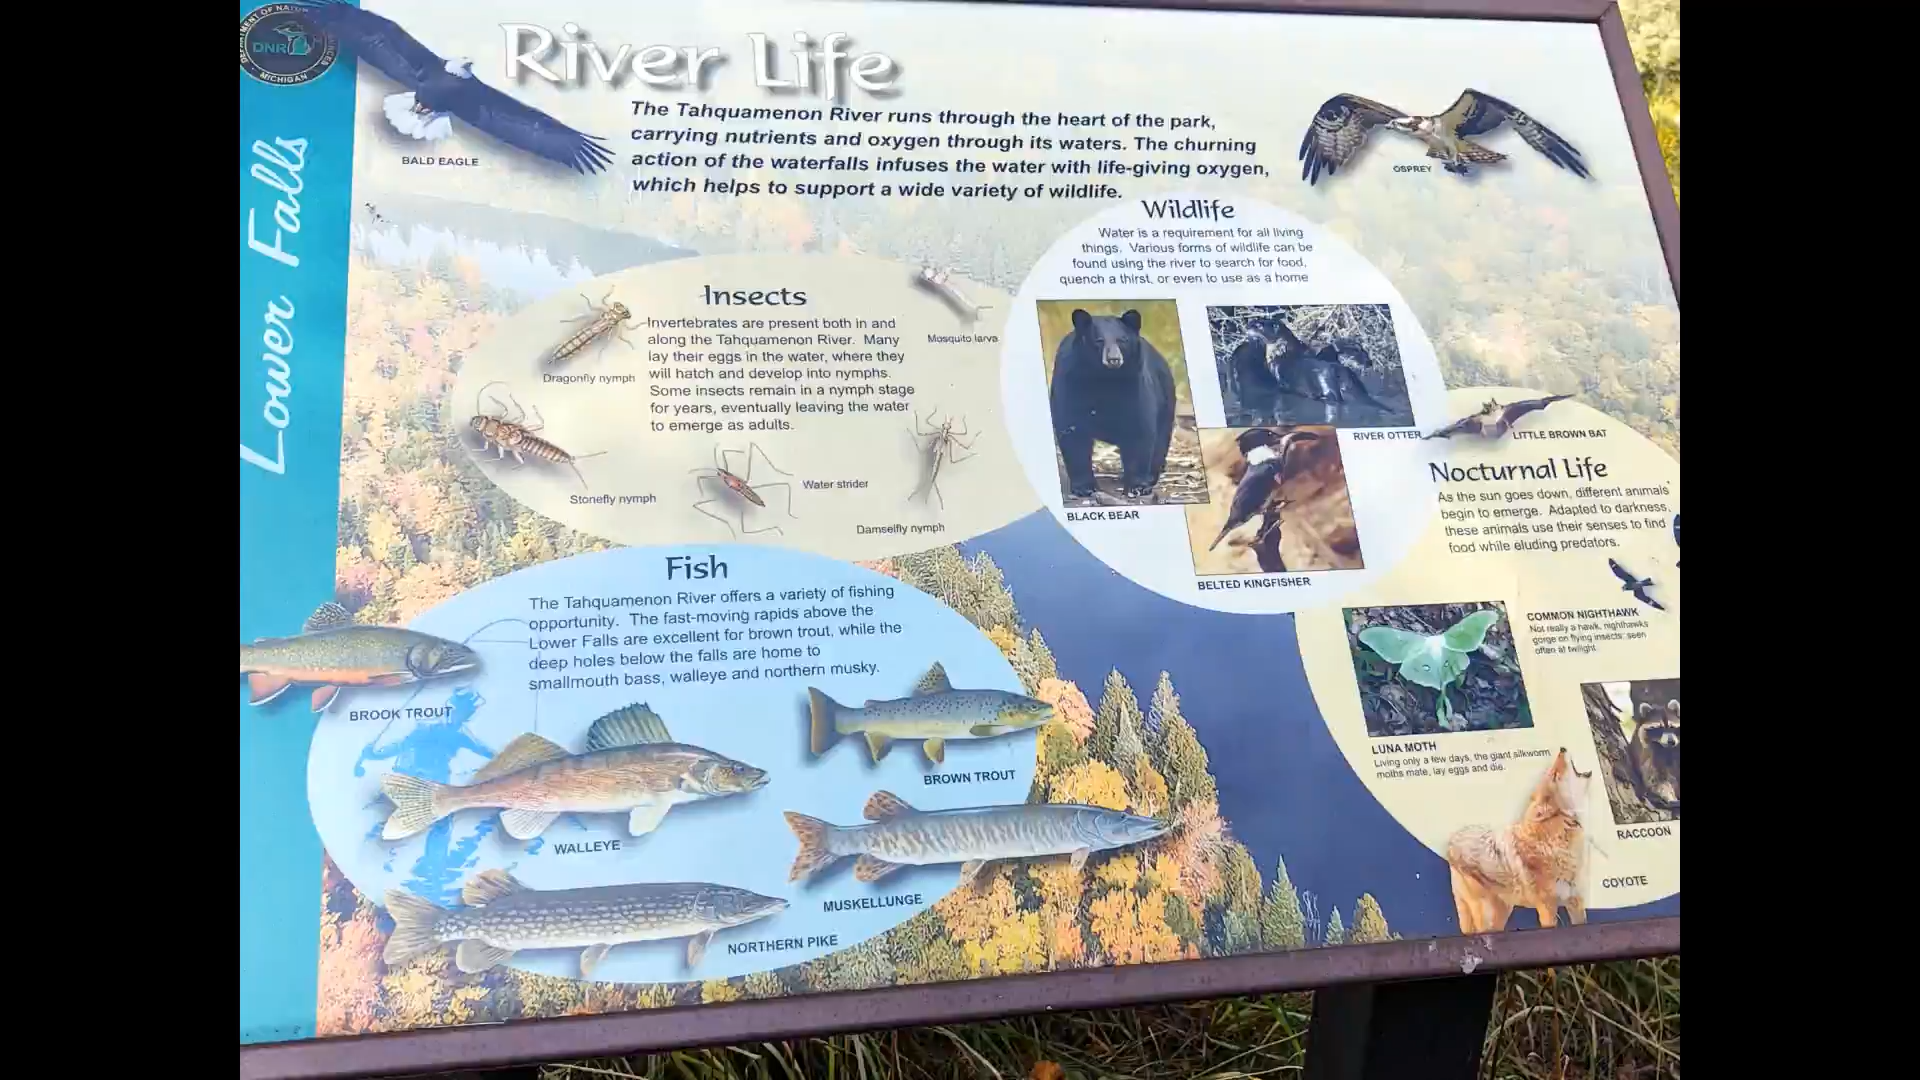 DEPARTMENT OF NATURAL RESOURCES
DNR
MICHIGAN
Lower Falls
River Life
The Tahquamenon River runs through the heart of the park,
carrying nutrients and oxygen through its waters. The churning
action of the waterfalls infuses the water with life-giving oxygen,
which helps to support a wide variety of wildlife.
BALD EAGLE
OSPREY
Insects
Invertebrates are present both in and
along the Tahquamenon River. Many
lay their eggs in the water, where they
will hatch and develop into nymphs.
Some insects remain in a nymph stage
for years, eventually leaving the water
to emerge as adults.
Dragonfly nymph
Mosquito larva
Stonefly nymph
Water strider
Damselfly nymph
Wildlife
Water is a requirement for all living
things. Various forms of wildlife can be
found using the river to search for food,
quench a thirst, or even to use as a home
BLACK BEAR
RIVER OTTER
BELTED KINGFISHER
LITTLE BROWN BAT
Nocturnal Life
As the sun goes down, different animals
begin to emerge. Adapted to darkness,
these animals use their senses to find
food while eluding predators.
COMMON NIGHTHAWK
Not really a hawk, nighthawks
gorge on flying insects; seen
often at twilight.
LUNA MOTH
Living only a few days, the giant silkworm
moths mate, lay eggs and die.
RACCOON
COYOTE
Fish
The Tahquamenon River offers a variety of fishing
opportunity. The fast-moving rapids above the
Lower Falls are excellent for brown trout, while the
deep holes below the falls are home to
smallmouth bass, walleye and northern musky.
BROOK TROUT
BROWN TROUT
WALLEYE
MUSKELLUNGE
NORTHERN PIKE